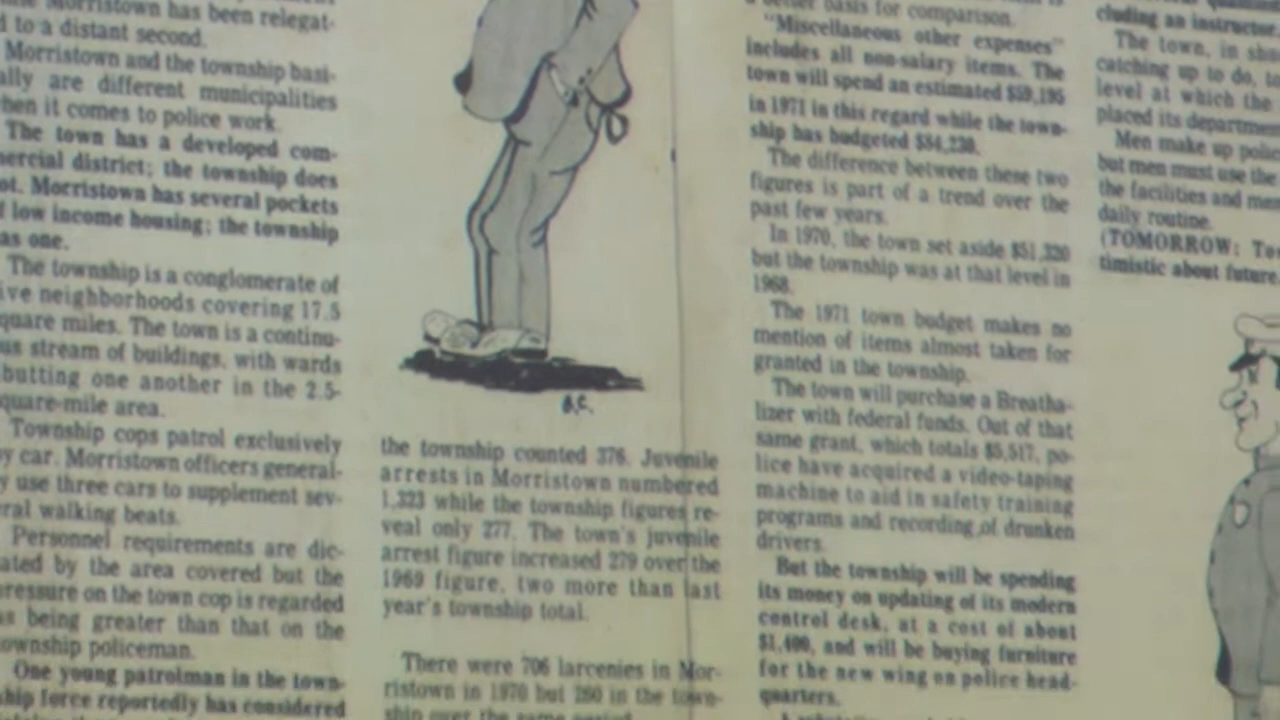 Morristown has been relegat-
d to a distant second.
Morristown and the township basi-
ally are different municipalities
hen it comes to police work.
The town has a developed com-
mercial district; the township does
ot. Morristown has several pockets
f low income housing; the township
as one.
The township is a conglomerate of
ive neighborhoods covering 17.5
quare miles. The town is a continu-
us stream of buildings, with wards
butting one another in the 2.5-
quare-mile area.
Township cops patrol exclusively
y car. Morristown officers general-
y use three cars to supplement sev-
ral walking beats.
Personnel requirements are dic-
ated by the area covered but the
pressure on the town cop is regarded
s being greater than that on the
ownship policeman.
One young patrolman in the town-
ship force reportedly has considered
B.C.
the township counted 376. Juvenile
arrests in Morristown numbered
1,323 while the township figures re-
veal only 277. The town's juvenile
arrest figure increased 279 over the
1969 figure, two more than last
year's township total.
There were 706 larcenies in Mor-
ristown in 1970 but 260 in the town-
ship over the same period.
better basis for comparison.
"Miscellaneous other expenses"
includes all non-salary items. The
town will spend an estimated $59,195
in 1971 in this regard while the town-
ship has budgeted $84,230.
The difference between these two
figures is part of a trend over the
past few years.
In 1970, the town set aside $51,320
but the township was at that level in
1968.
The 1971 town budget makes no
mention of items almost taken for
granted in the township.
The town will purchase a Breatha-
lizer with federal funds. Out of that
same grant, which totals $5,517, po-
lice have acquired a video-taping
machine to aid in safety training
programs and recording of drunken
drivers.
But the township will be spending
its money on updating of its modern
control desk, at a cost of about
$1,400, and will be buying furniture
for the new wing on police head-
quarters.
cluding an instructor.
The town, in sho
catching up to do, to
level at which the
placed its departmen
Men make up polic
but men must use the
the facilities and me
daily routine.
(TOMORROW: To
timistic about future.